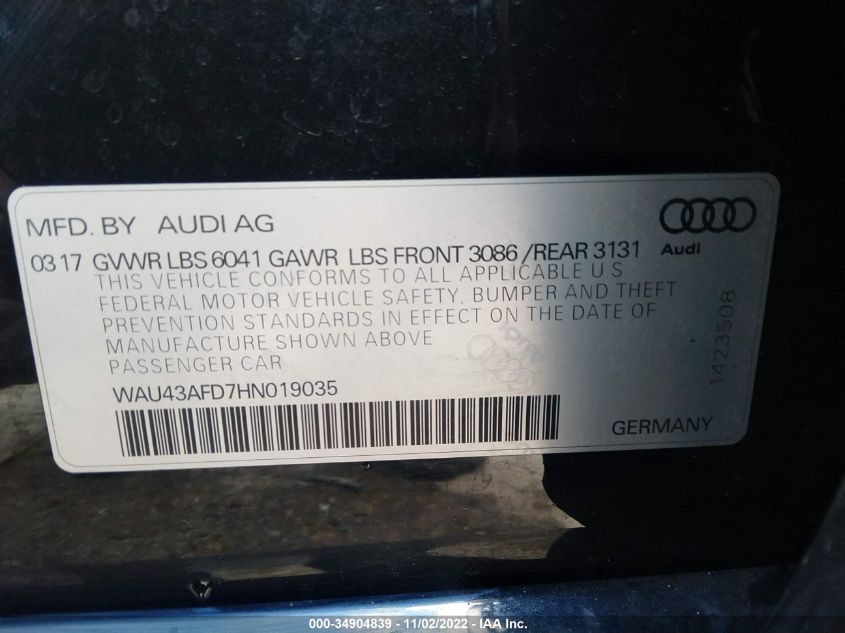 MFD. BY AUDI AG
Audi
03 17 GVWR LBS 6041 GAWR LBS FRONT 3086 /REAR 3131
THIS VEHICLE CONFORMS TO ALL APPLICABLE U.S.
FEDERAL MOTOR VEHICLE SAFETY, BUMPER AND THEFT
PREVENTION STANDARDS IN EFFECT ON THE DATE OF
MANUFACTURE SHOWN ABOVE
PASSENGER CAR
1423508
WAU43AFD7HN019035
GERMANY
000-34904839 - 11/02/2022 - IAA Inc.